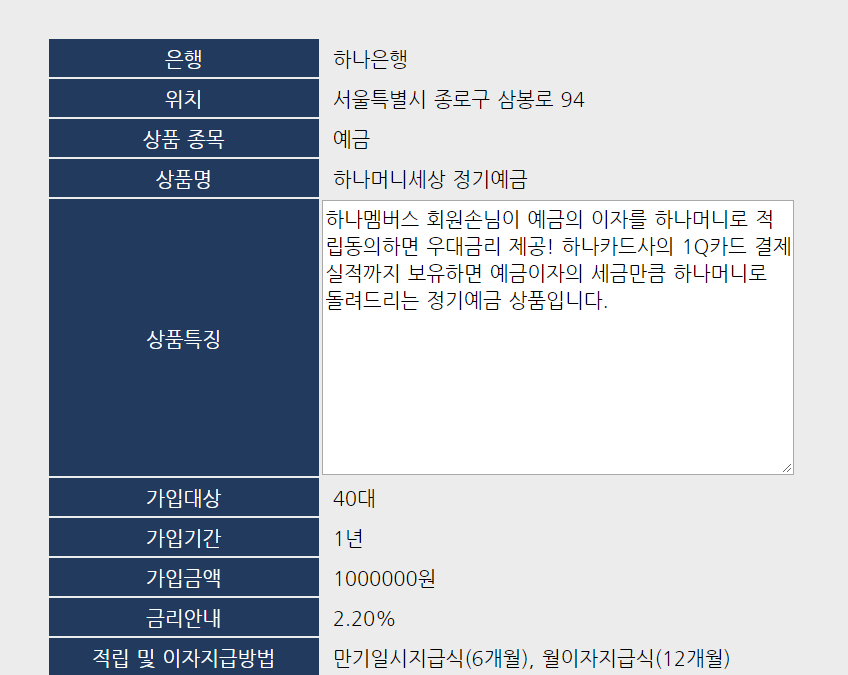 은행 하나은행
위치 서울특별시 종로구 삼봉로 94
상품 종목 예금
상품명 하나머니세상 정기예금
상품특징
하나멤버스 회원손님이 예금의 이자를 하나머니로 적
립동의하면 우대금리 제공! 하나카드사의 1Q카드 결제
실적까지 보유하면 예금이자의 세금만큼 하나머니로
돌려드리는 정기예금 상품입니다.
가입대상 40대
가입기간 1년
가입금액 1000000원
금리안내 2.20%
적립 및 이자지급방법 만기일시지급식(6개월), 월이자지급식(12개월)